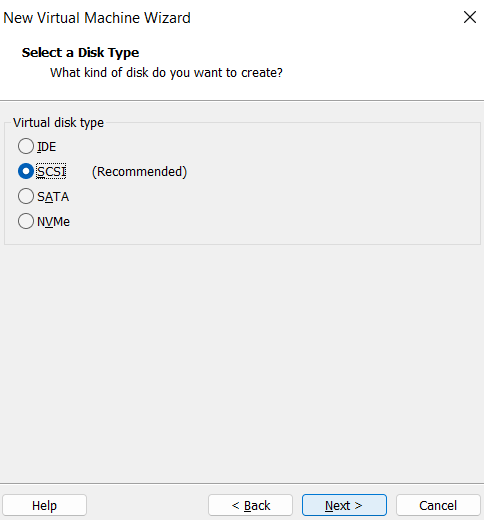 New Virtual Machine Wizard
Select a Disk Type
What kind of disk do you want to create?
Virtual disk type
IDE
SCSI (Recommended)
SATA
NVMe
Help < Back Next > Cancel